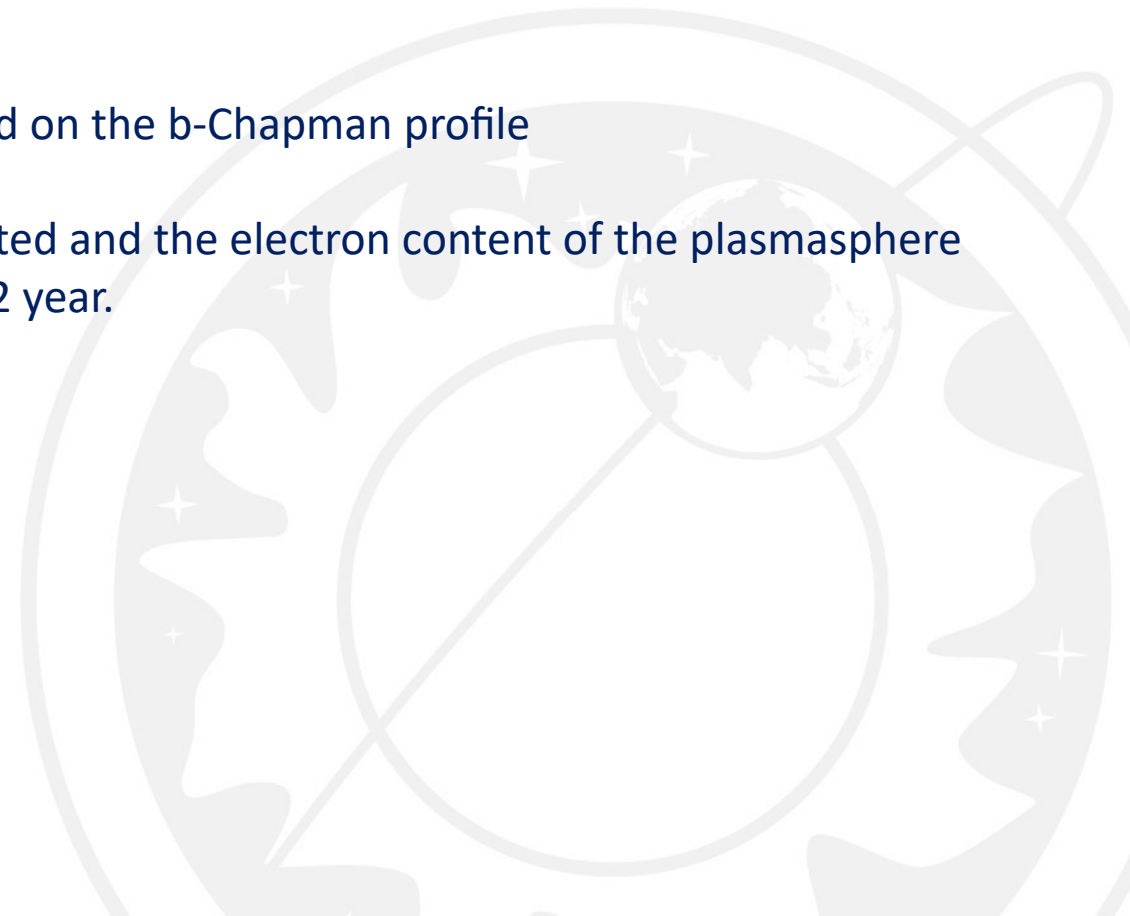 d on the b-Chapman profile
ted and the electron content of the plasmasphere
2 year.